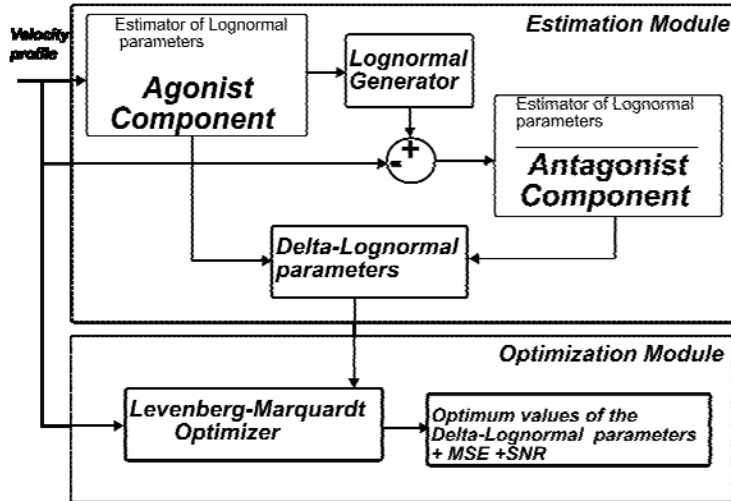 Velocity
profile
Estimation Module
Estimator of Lognormal
parameters
Agonist
Component
Lognormal
Generator
+
-
Estimator of Lognormal
parameters
Antagonist
Component
Delta-Lognormal
parameters
Optimization Module
Levenberg-Marquardt
Optimizer
Optimum values of the
Delta-Lognormal parameters
+ MSE +SNR